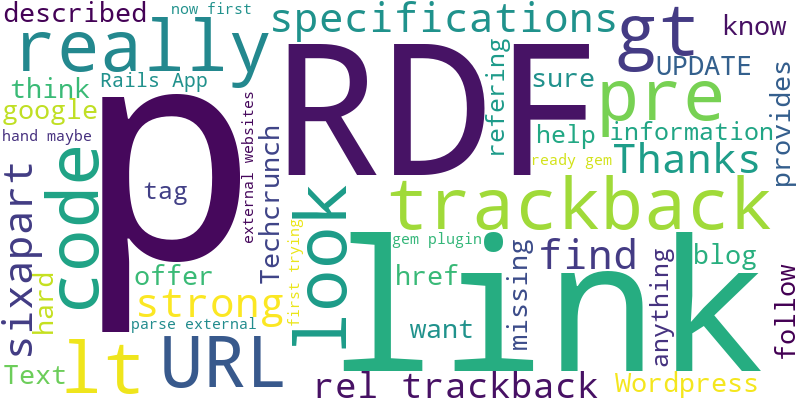 described
now first
specifications
gt
know
really
p
RDF
UPDATE
Rails App
think
google
refering
sure
pre
provides
hand maybe
external websites
help
information
Thanks
ready gem
code
tag
Techcrunch
look
trackback
sixapart
link
gem plugin
find
blog
first trying
missing
anything
hard
offer
href
follow
strong
parse external
want
Text
lt
URL
rel trackback
Wordpress